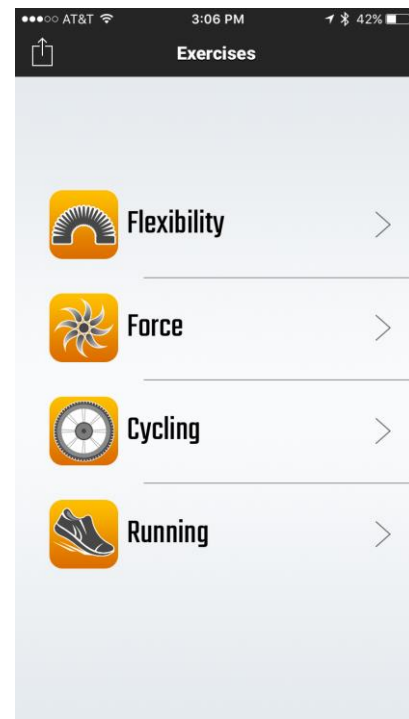 AT&T 3:06 PM 42%
Exercises
Flexibility
Force
Cycling
Running